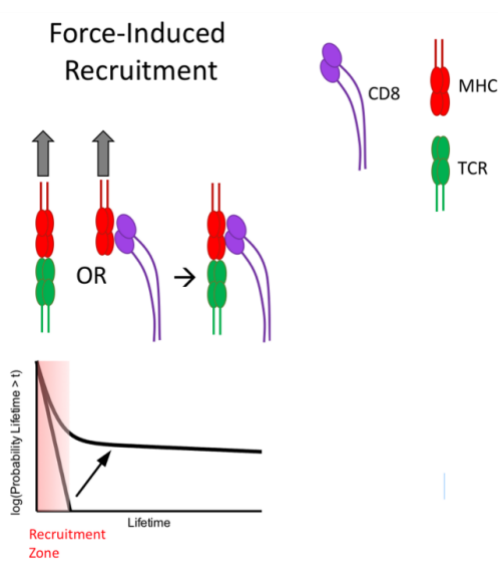 Force-Induced
Recruitment
CD8
MHC
TCR
OR
log(Probability Lifetime > t)
Lifetime
Recruitment
Zone